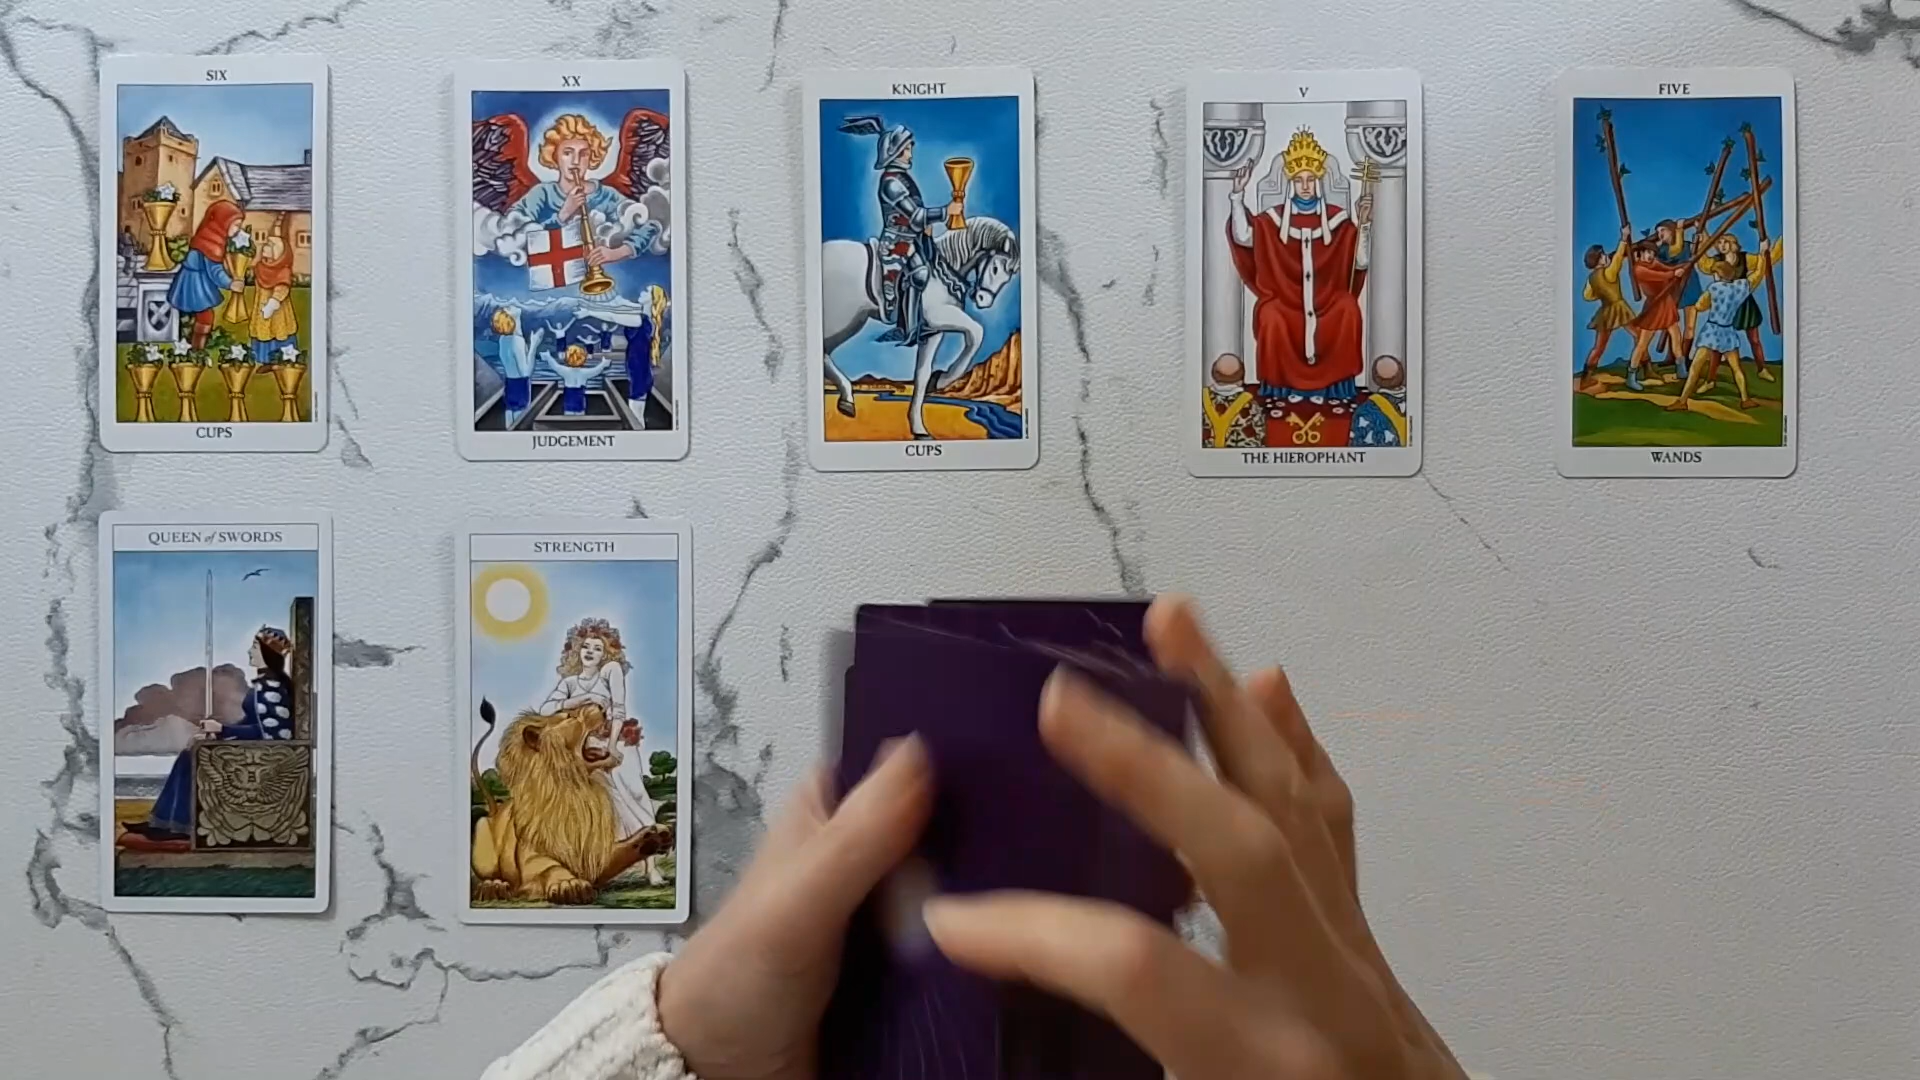 SIX
CUPS
XX
JUDGEMENT
KNIGHT
CUPS
V
THE HIEROPHANT
FIVE
WANDS
QUEEN of SWORDS
STRENGTH